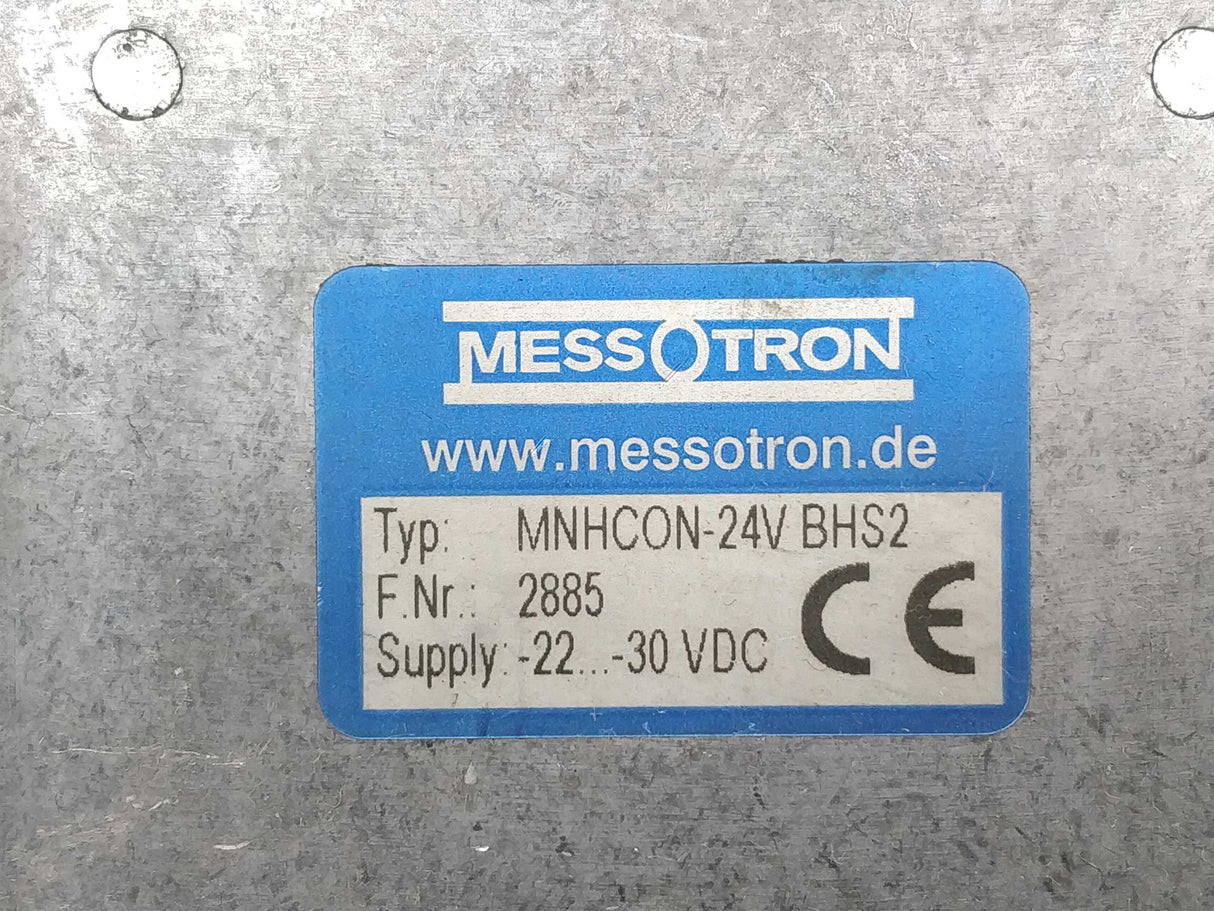 MESSOTRON
www.messotron.de
Typ: MNHCON-24V BHS2
F.Nr.: 2885
Supply: -22...-30 VDC
CE